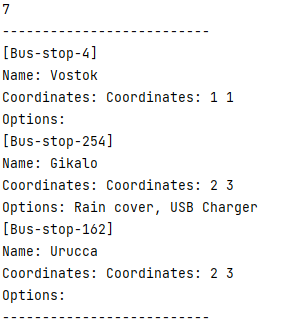 7
--------------------------
[Bus-stop-4]
Name: Vostok
Coordinates: Coordinates: 1 1
Options:
[Bus-stop-254]
Name: Gikalo
Coordinates: Coordinates: 2 3
Options: Rain cover, USB Charger
[Bus-stop-162]
Name: Urucca
Coordinates: Coordinates: 2 3
Options:
--------------------------